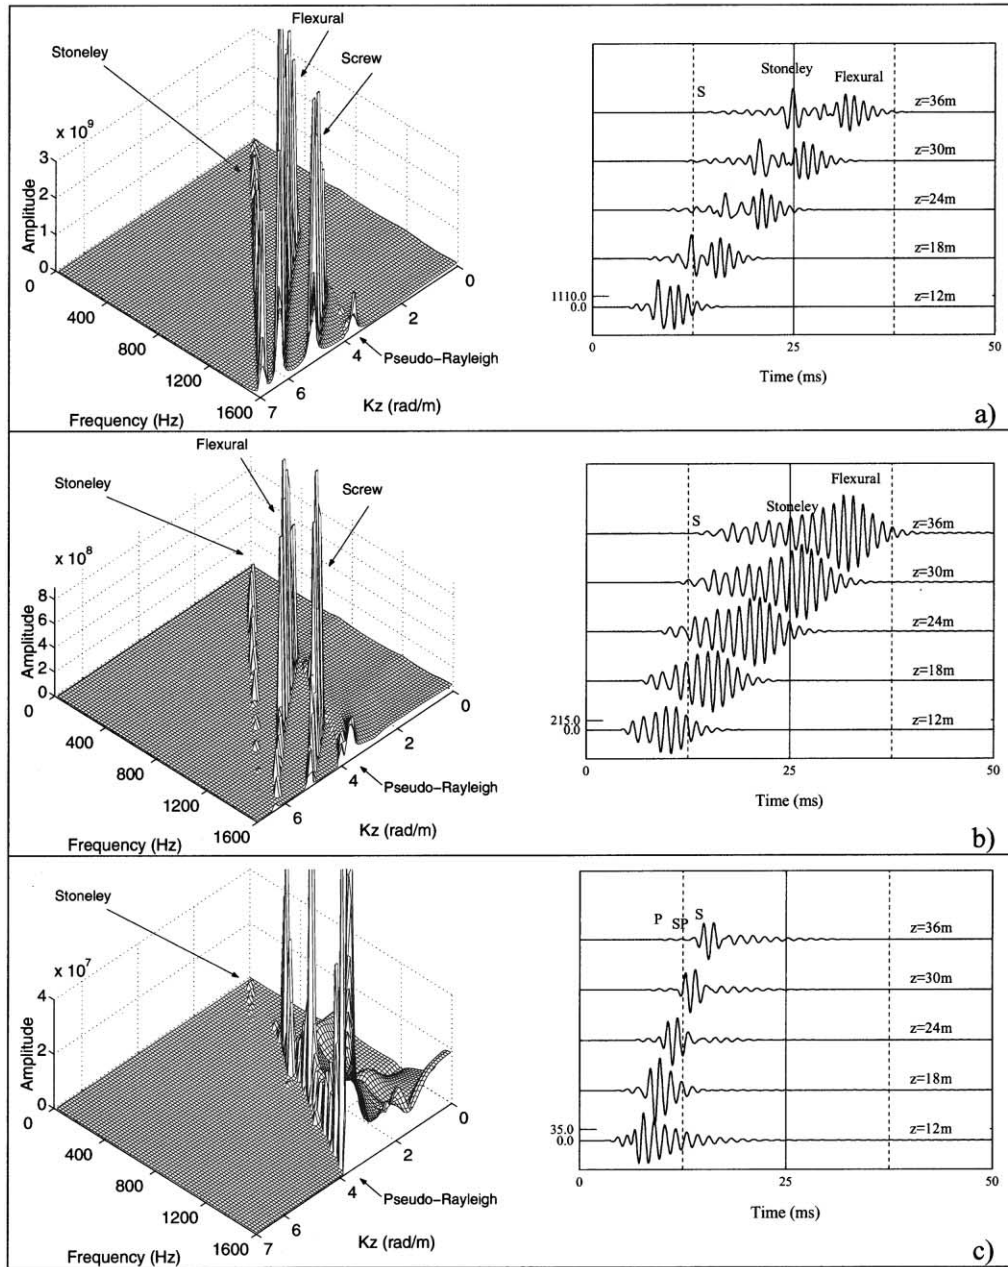 Flexural
Stoneley
Screw
x 10^9
3
2
1
0
Amplitude
0
400
800
1200
1600
Frequency (Hz)
7
6
4
2
0
Kz (rad/m)
Pseudo−Rayleigh
S
Stoneley
Flexural
z=36m
z=30m
z=24m
z=18m
z=12m
1110.0
0.0
0
25
50
Time (ms)
a)
Flexural
Stoneley
Screw
x 10^8
8
6
4
2
0
Amplitude
0
400
800
1200
1600
Frequency (Hz)
6
4
2
0
Kz (rad/m)
Pseudo−Rayleigh
Flexural
S
Stoneley
z=36m
z=30m
z=24m
z=18m
z=12m
215.0
0.0
0
25
50
Time (ms)
b)
Stoneley
x 10^7
4
2
0
Amplitude
0
400
800
1200
1600
Frequency (Hz)
7
6
4
2
0
Kz (rad/m)
Pseudo−Rayleigh
P
SP
S
z=36m
z=30m
z=24m
z=18m
z=12m
35.0
0.0
0
25
50
Time (ms)
c)